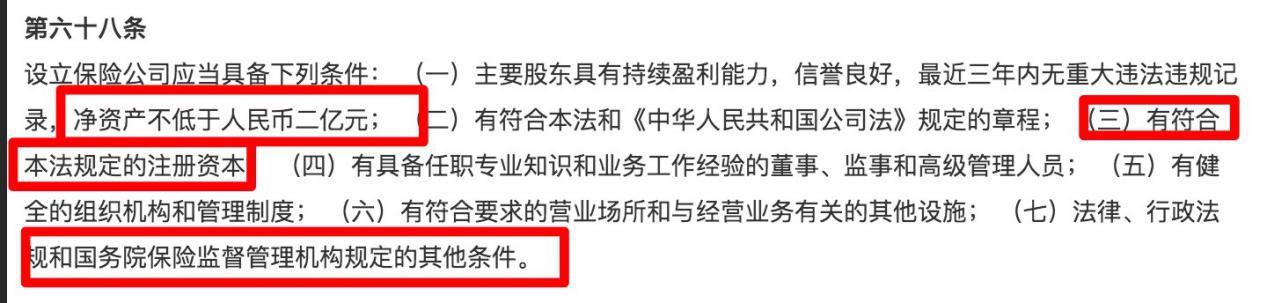 第六十八条
设立保险公司应当具备下列条件： （一）主要股东具有持续盈利能力，信誉良好，最近三年内无重大违法违规记
录，净资产不低于人民币二亿元； （二）有符合本法和《中华人民共和国公司法》规定的章程； （三）有符合
本法规定的注册资本 （四）有具备任职专业知识和业务工作经验的董事、监事和高级管理人员； （五）有健
全的组织机构和管理制度； （六）有符合要求的营业场所和与经营业务有关的其他设施； （七）法律、行政法
规和国务院保险监督管理机构规定的其他条件。